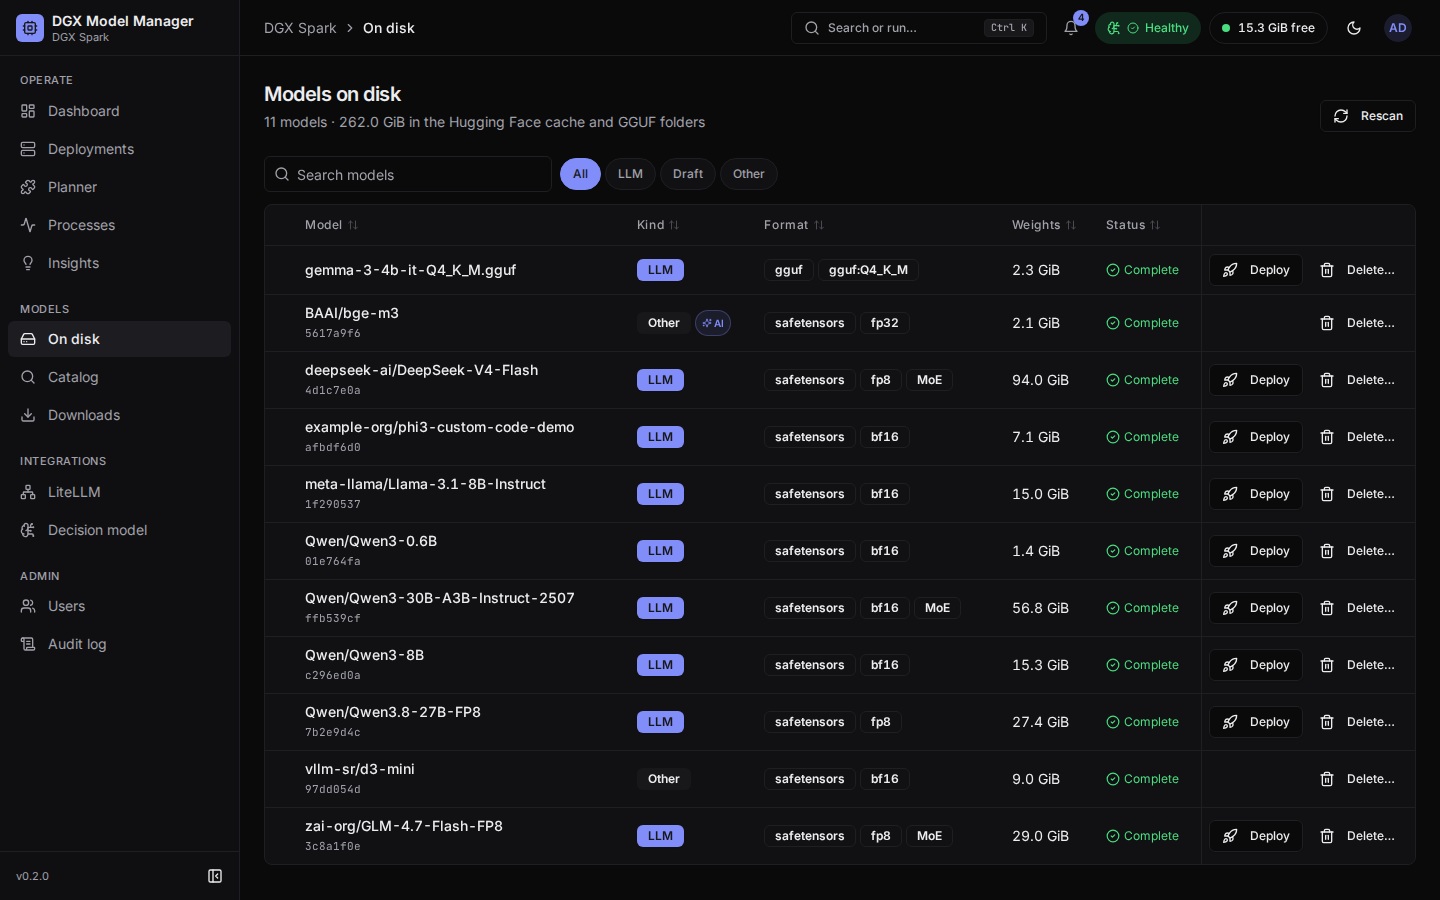 DGX Model Manager
DGX Spark
OPERATE
Dashboard
Deployments
Planner
Processes
Insights
MODELS
On disk
Catalog
Downloads
INTEGRATIONS
LiteLLM
Decision model
ADMIN
Users
Audit log
v0.2.0
DGX Spark > On disk
Search or run... Ctrl K
4
Healthy
15.3 GiB free
AD
Models on disk
11 models · 262.0 GiB in the Hugging Face cache and GGUF folders
Rescan
Search models
All LLM Draft Other
Model Kind Format Weights Status
gemma-3-4b-it-Q4_K_M.gguf LLM gguf gguf:Q4_K_M 2.3 GiB Complete Deploy Delete...
BAAI/bge-m3 Other AI safetensors fp32 2.1 GiB Complete Delete...
5617a9f6
deepseek-ai/DeepSeek-V4-Flash LLM safetensors fp8 MoE 94.0 GiB Complete Deploy Delete...
4d1c7e0a
example-org/phi3-custom-code-demo LLM safetensors bf16 7.1 GiB Complete Deploy Delete...
afbdf6d0
meta-llama/Llama-3.1-8B-Instruct LLM safetensors bf16 15.0 GiB Complete Deploy Delete...
1f290537
Qwen/Qwen3-0.6B LLM safetensors bf16 1.4 GiB Complete Deploy Delete...
01e764fa
Qwen/Qwen3-30B-A3B-Instruct-2507 LLM safetensors bf16 MoE 56.8 GiB Complete Deploy Delete...
ffb539cf
Qwen/Qwen3-8B LLM safetensors bf16 15.3 GiB Complete Deploy Delete...
c296ed0a
Qwen/Qwen3.8-27B-FP8 LLM safetensors fp8 27.4 GiB Complete Deploy Delete...
7b2e9d4c
vllm-sr/d3-mini Other safetensors bf16 9.0 GiB Complete Delete...
97dd054d
zai-org/GLM-4.7-Flash-FP8 LLM safetensors fp8 MoE 29.0 GiB Complete Deploy Delete...
3c8a1f0e